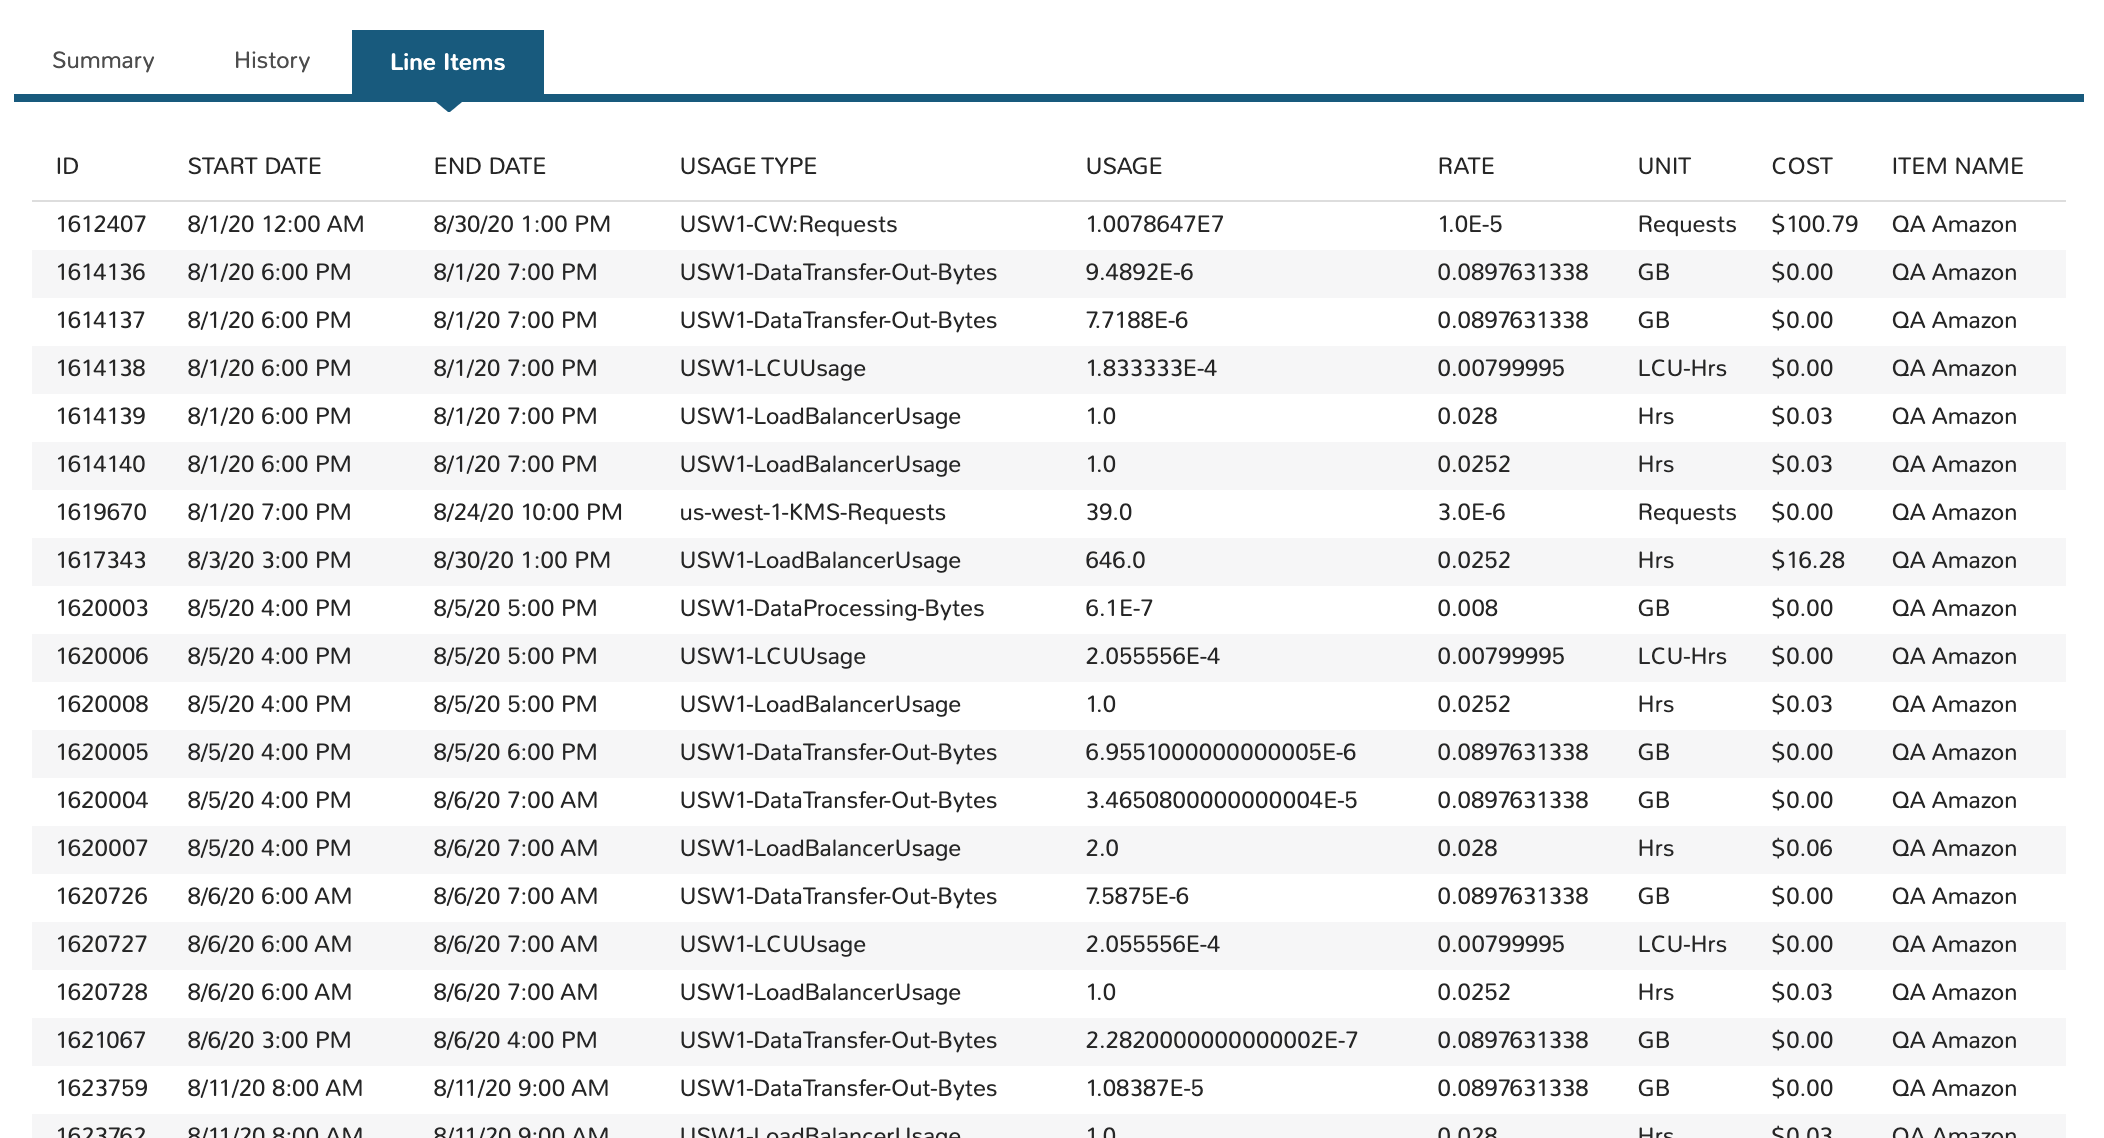 Summary History Line Items
ID START DATE END DATE USAGE TYPE USAGE RATE UNIT COST ITEM NAME
1612407 8/1/20 12:00 AM 8/30/20 1:00 PM USW1-CW:Requests 1.0078647E7 1.0E-5 Requests $100.79 QA Amazon
1614136 8/1/20 6:00 PM 8/1/20 7:00 PM USW1-DataTransfer-Out-Bytes 9.4892E-6 0.0897631338 GB $0.00 QA Amazon
1614137 8/1/20 6:00 PM 8/1/20 7:00 PM USW1-DataTransfer-Out-Bytes 7.7188E-6 0.0897631338 GB $0.00 QA Amazon
1614138 8/1/20 6:00 PM 8/1/20 7:00 PM USW1-LCUUsage 1.833333E-4 0.00799995 LCU-Hrs $0.00 QA Amazon
1614139 8/1/20 6:00 PM 8/1/20 7:00 PM USW1-LoadBalancerUsage 1.0 0.028 Hrs $0.03 QA Amazon
1614140 8/1/20 6:00 PM 8/1/20 7:00 PM USW1-LoadBalancerUsage 1.0 0.0252 Hrs $0.03 QA Amazon
1619670 8/1/20 7:00 PM 8/24/20 10:00 PM us-west-1-KMS-Requests 39.0 3.0E-6 Requests $0.00 QA Amazon
1617343 8/3/20 3:00 PM 8/30/20 1:00 PM USW1-LoadBalancerUsage 646.0 0.0252 Hrs $16.28 QA Amazon
1620003 8/5/20 4:00 PM 8/5/20 5:00 PM USW1-DataProcessing-Bytes 6.1E-7 0.008 GB $0.00 QA Amazon
1620006 8/5/20 4:00 PM 8/5/20 5:00 PM USW1-LCUUsage 2.055556E-4 0.00799995 LCU-Hrs $0.00 QA Amazon
1620008 8/5/20 4:00 PM 8/5/20 5:00 PM USW1-LoadBalancerUsage 1.0 0.0252 Hrs $0.03 QA Amazon
1620005 8/5/20 4:00 PM 8/5/20 6:00 PM USW1-DataTransfer-Out-Bytes 6.9551000000000005E-6 0.0897631338 GB $0.00 QA Amazon
1620004 8/5/20 4:00 PM 8/6/20 7:00 AM USW1-DataTransfer-Out-Bytes 3.4650800000000004E-5 0.0897631338 GB $0.00 QA Amazon
1620007 8/5/20 4:00 PM 8/6/20 7:00 AM USW1-LoadBalancerUsage 2.0 0.028 Hrs $0.06 QA Amazon
1620726 8/6/20 6:00 AM 8/6/20 7:00 AM USW1-DataTransfer-Out-Bytes 7.5875E-6 0.0897631338 GB $0.00 QA Amazon
1620727 8/6/20 6:00 AM 8/6/20 7:00 AM USW1-LCUUsage 2.055556E-4 0.00799995 LCU-Hrs $0.00 QA Amazon
1620728 8/6/20 6:00 AM 8/6/20 7:00 AM USW1-LoadBalancerUsage 1.0 0.0252 Hrs $0.03 QA Amazon
1621067 8/6/20 3:00 PM 8/6/20 4:00 PM USW1-DataTransfer-Out-Bytes 2.2820000000000002E-7 0.0897631338 GB $0.00 QA Amazon
1623759 8/11/20 8:00 AM 8/11/20 9:00 AM USW1-DataTransfer-Out-Bytes 1.08387E-5 0.0897631338 GB $0.00 QA Amazon
1623762 8/11/20 8:00 AM 8/11/20 9:00 AM USW1-LoadBalancerUsage 1.0 0.028 Hrs $0.03 QA Amazon